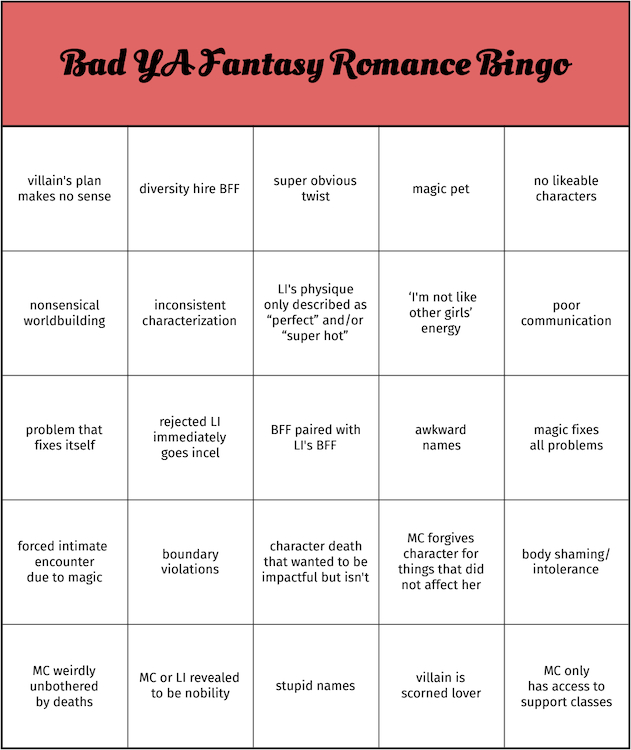 Bad YA Fantasy Romance Bingo
villain's plan
makes no sense
diversity hire BFF
super obvious
twist
magic pet
no likeable
characters
nonsensical
worldbuilding
inconsistent
characterization
LI's physique
only described as
“perfect” and/or
“super hot”
‘I'm not like
other girls’
energy
poor
communication
problem that
fixes itself
rejected LI
immediately
goes incel
BFF paired with
LI's BFF
awkward
names
magic fixes
all problems
forced intimate
encounter
due to magic
boundary
violations
character death
that wanted to be
impactful but isn't
MC forgives
character for
things that did
not affect her
body shaming/
intolerance
MC weirdly
unbothered
by deaths
MC or LI revealed
to be nobility
stupid names
villain is
scorned lover
MC only
has access to
support classes